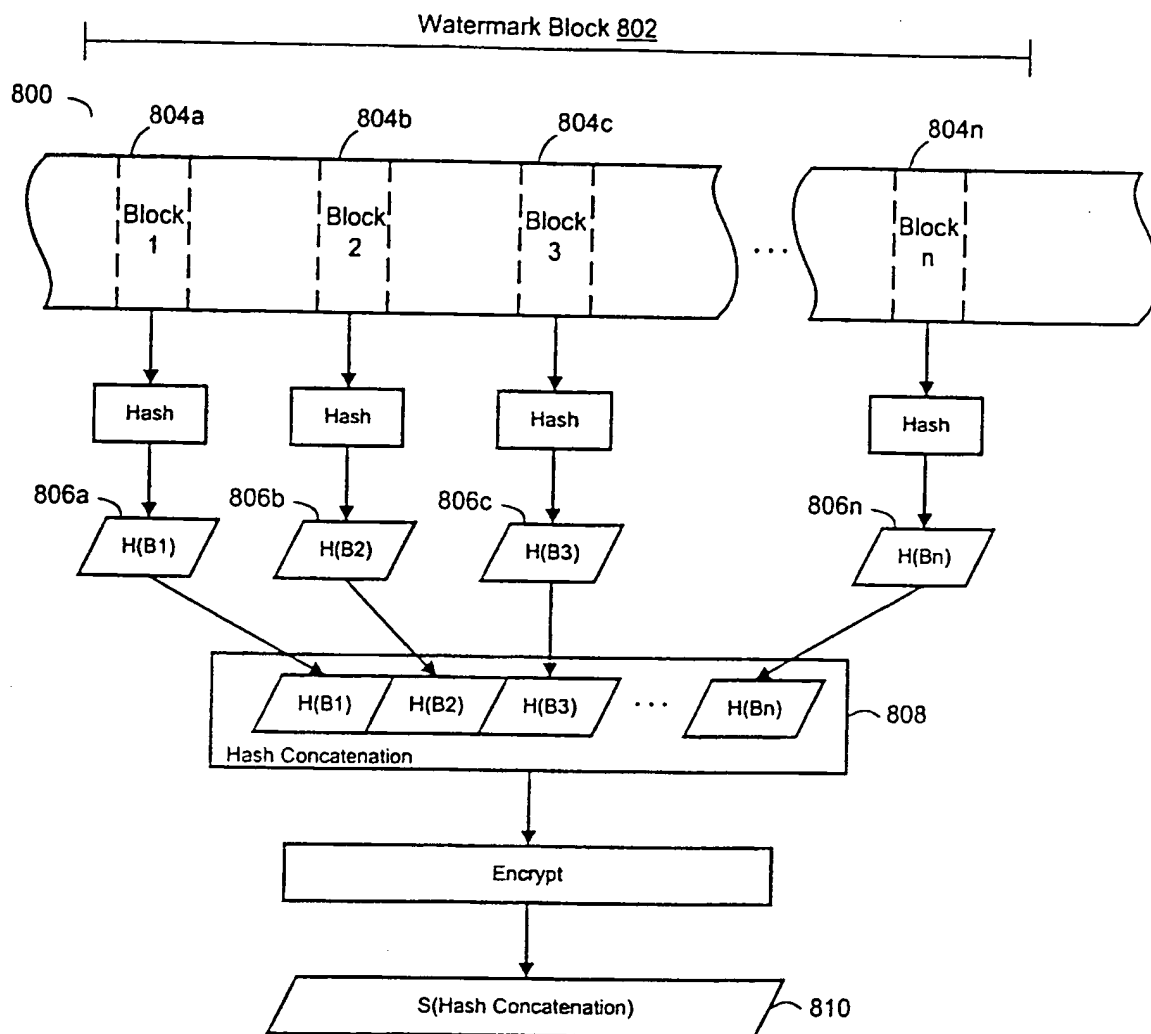 Watermark Block 802
800
804a
804b
804c
804n
Block
1
Block
2
Block
3
. . .
Block
n
Hash
Hash
Hash
Hash
806a
806b
806c
806n
H(B1)
H(B2)
H(B3)
H(Bn)
H(B1)
H(B2)
H(B3)
. . .
H(Bn)
808
Hash Concatenation
Encrypt
S(Hash Concatenation)
810